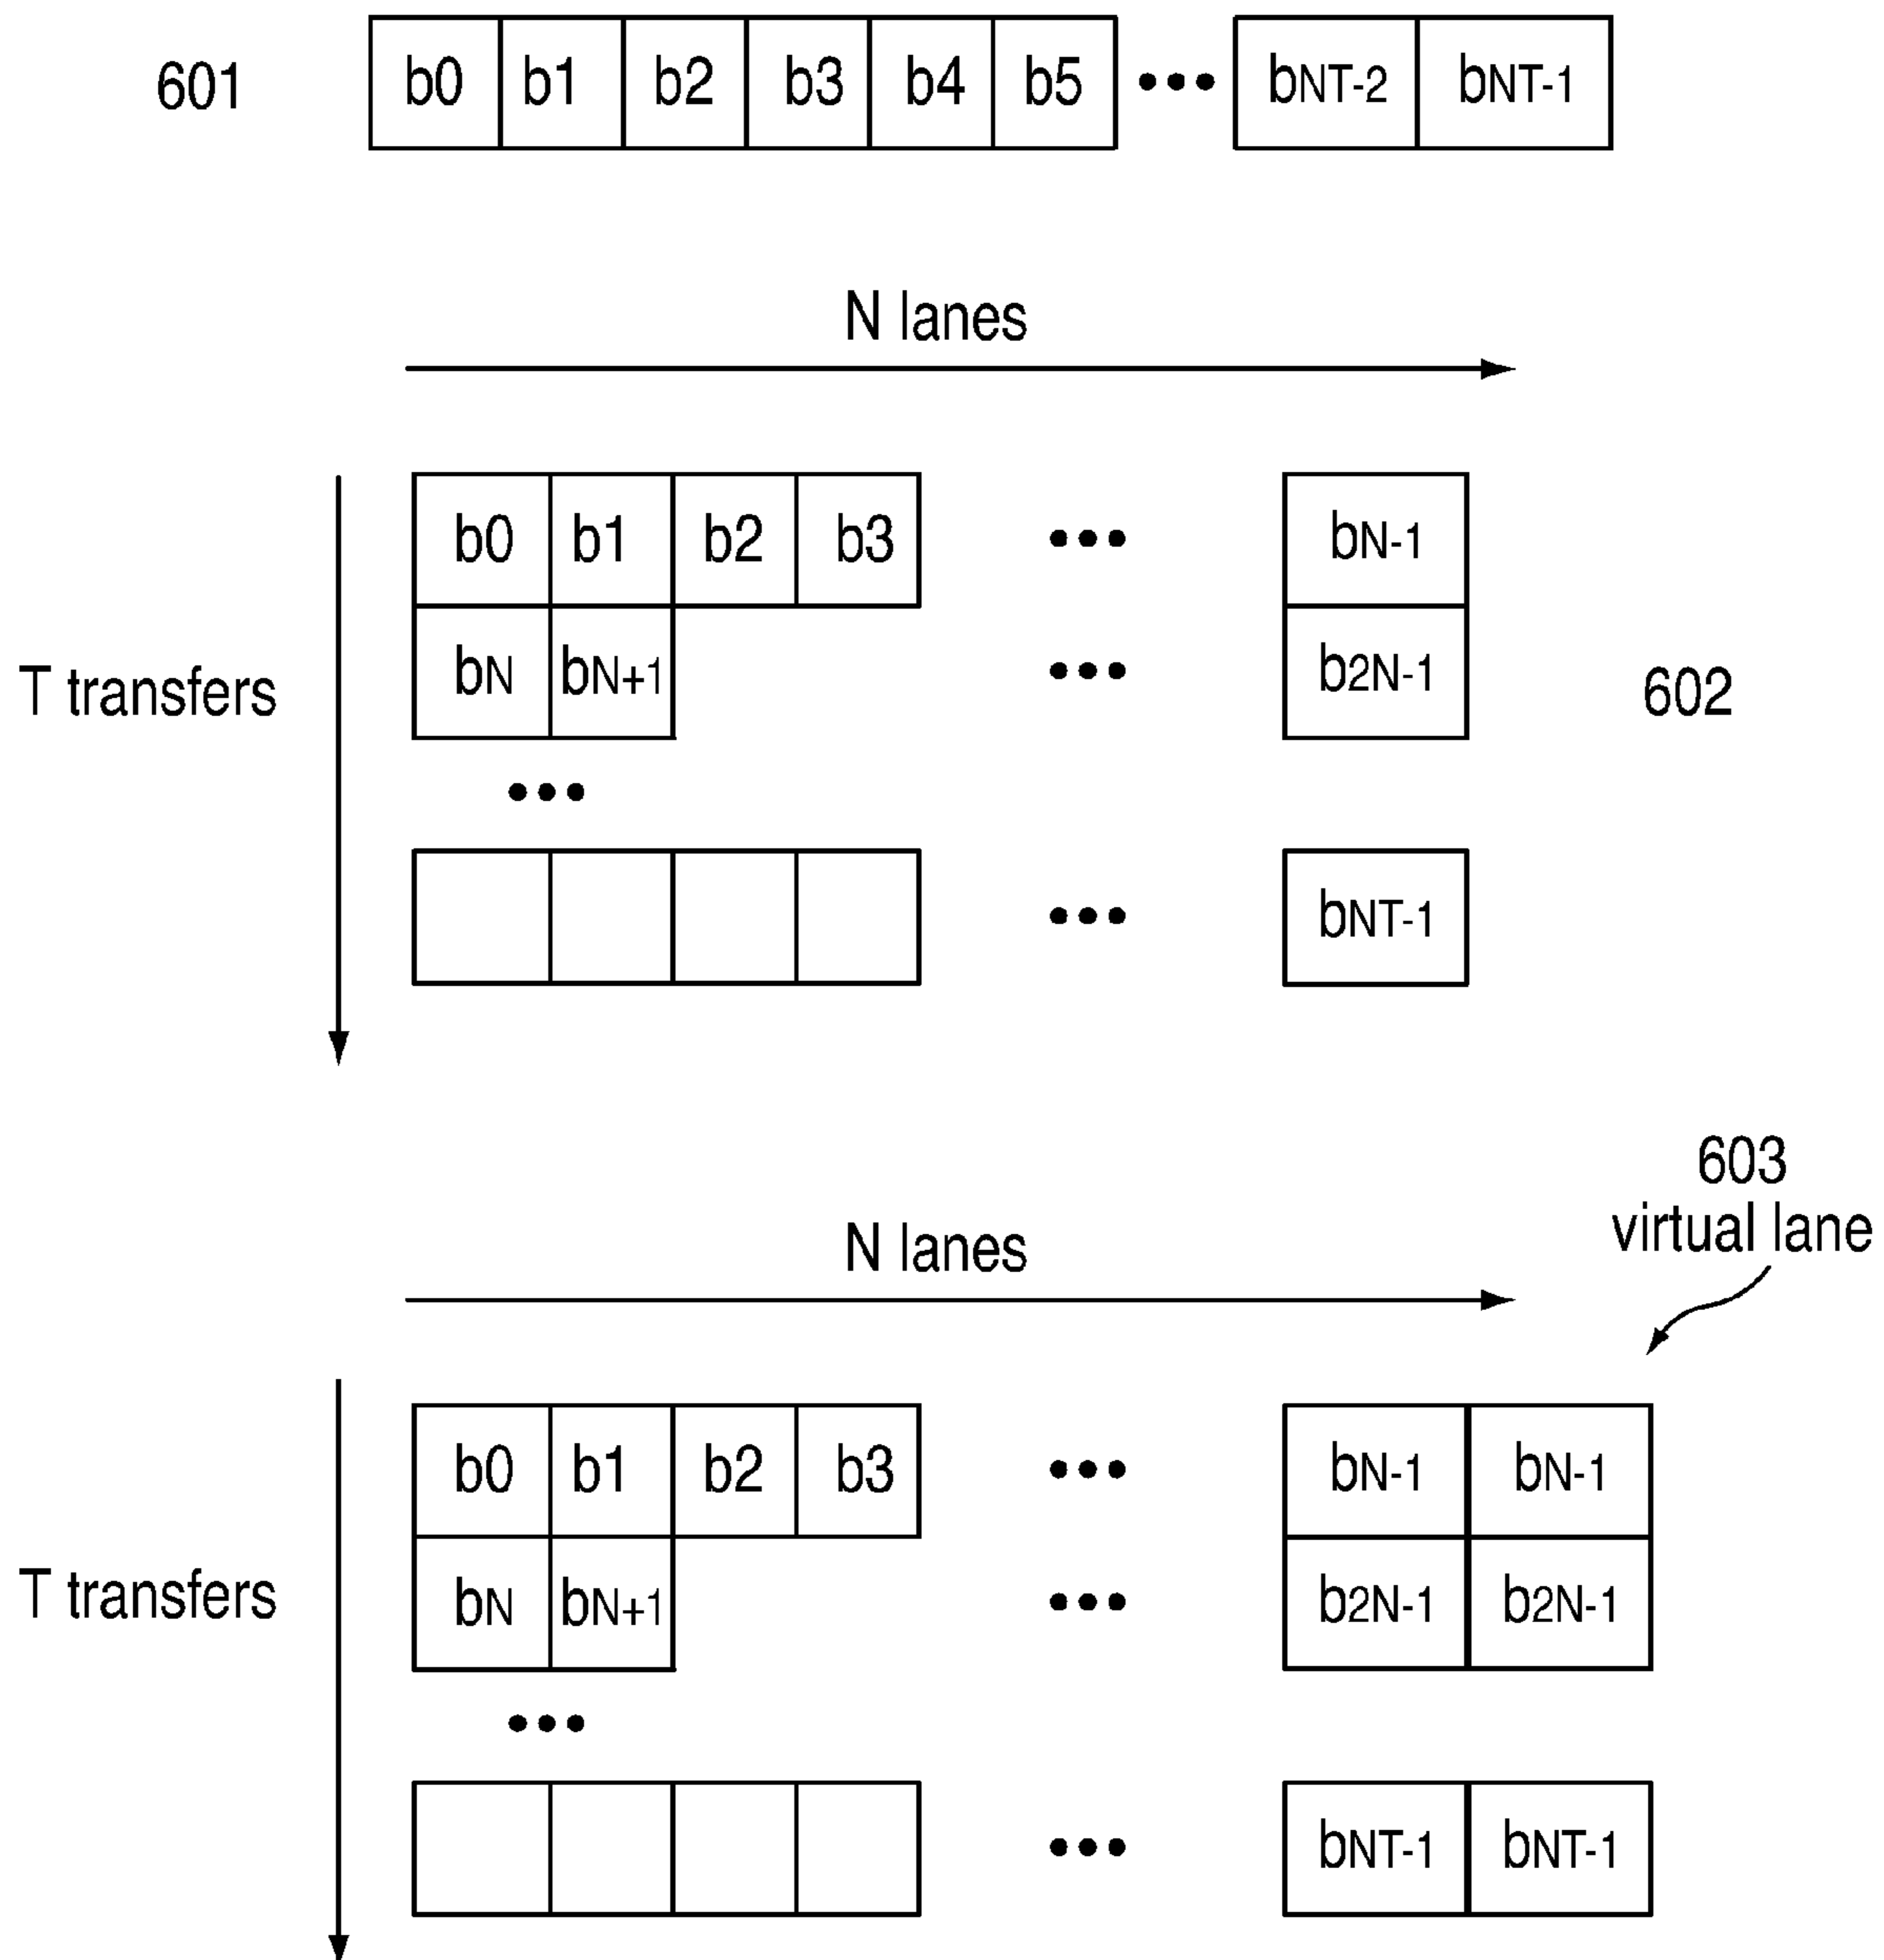 601 b0 b1 b2 b3 b4 b5 ••• bNT-2 bNT-1
N lanes
b0 b1 b2 b3 ••• bN-1
T transfers
bN bN+1 ••• b2N-1
602
•••
••• bNT-1
603
virtual lane
N lanes
b0 b1 b2 b3 ••• bN-1 bN-1
T transfers
bN bN+1 ••• b2N-1 b2N-1
•••
••• bNT-1 bNT-1